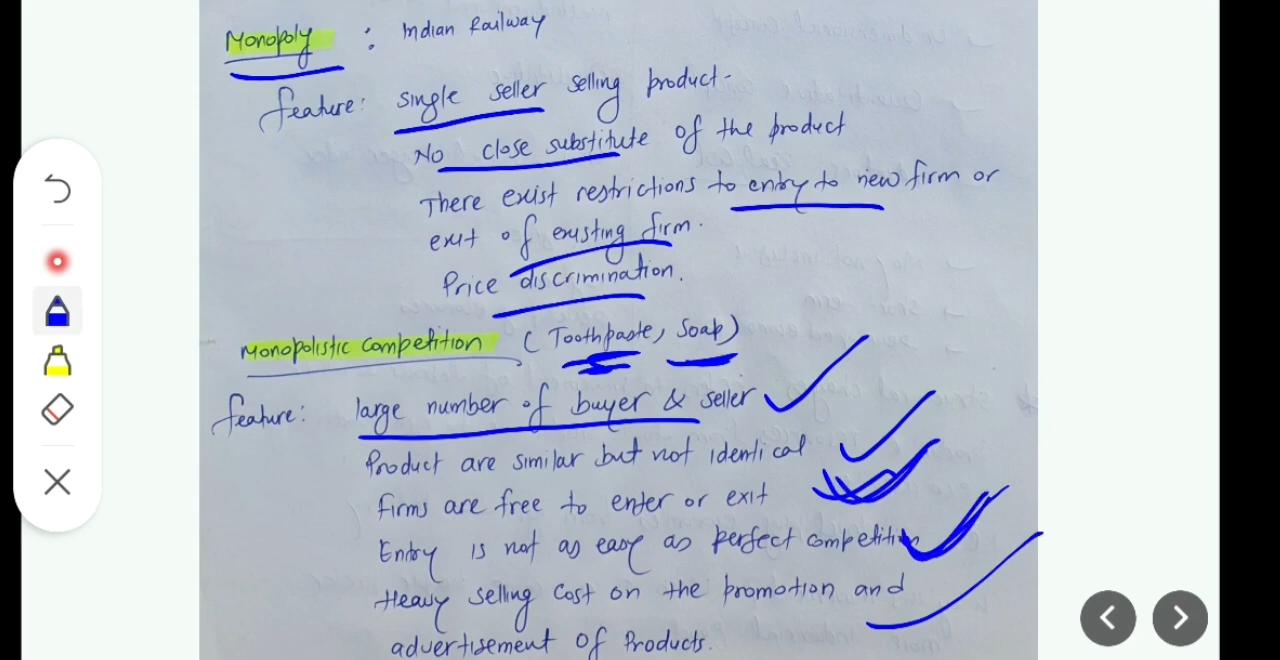 Monopoly : Indian Railway
feature: single seller selling product-
No close substitute of the product
There exist restrictions to entry to new firm or
exit of existing firm.
Price discrimination.
Monopolistic Competition (Toothpaste, Soap)
feature: large number of buyer & seller
Product are similar but not identical
firms are free to enter or exit
Entry is not as easy as perfect competition
Heavy selling cost on the promotion and
advertisement of Products.